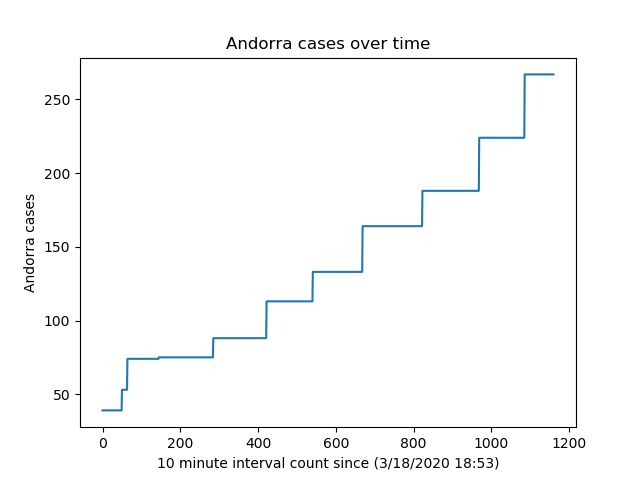 Andorra cases over time
Andorra cases
250
200
150
100
50
0 200 400 600 800 1000 1200
10 minute interval count since (3/18/2020 18:53)